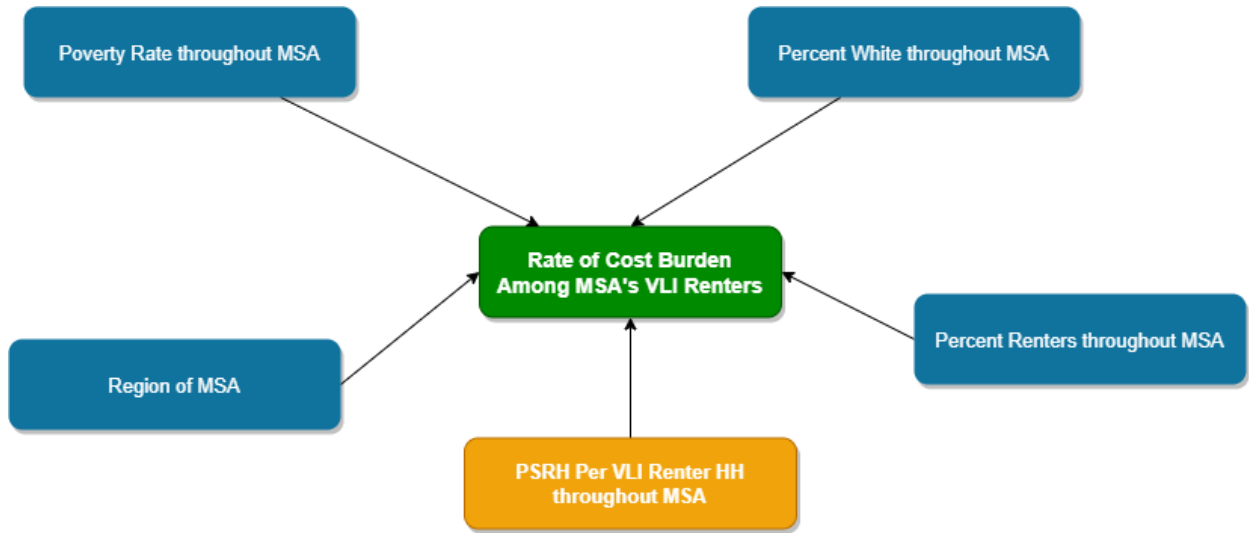 Poverty Rate throughout MSA
Percent White throughout MSA
Rate of Cost Burden
Among MSA's VLI Renters
Percent Renters throughout MSA
Region of MSA
PSRH Per VLI Renter HH
throughout MSA